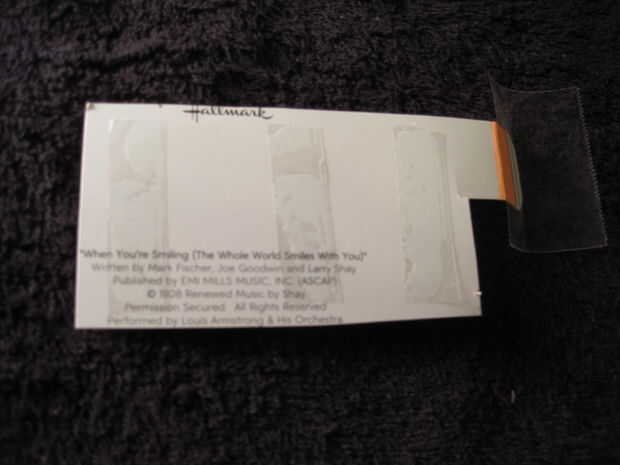 Hallmark
"When You're Smiling (The Whole World Smiles With You)"
Written by Mark Fischer, Joe Goodwin and Larry Shay
Published by EMI MILLS MUSIC, INC. (ASCAP)
© 1928 Renewed Music by Shay
Permission Secured. All Rights Reserved
Performed by Louis Armstrong & His Orchestra